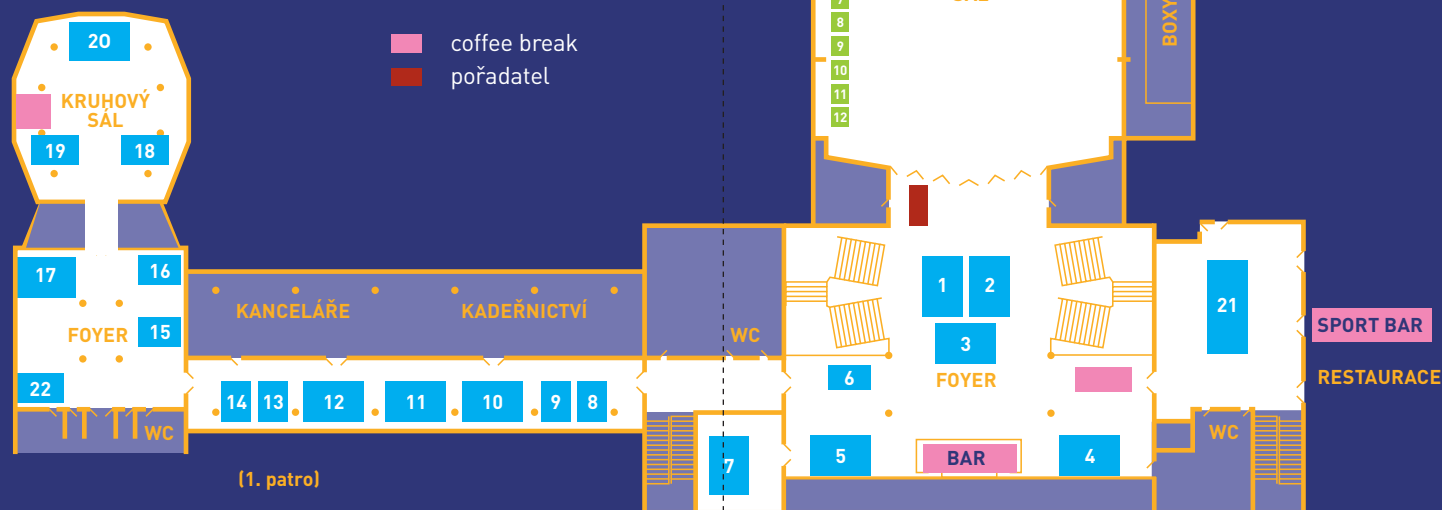 coffee break
pořadatel
20
KRUHOVÝ
SÁL
19
18
17
16
FOYER
15
22
WC
KANCELÁŘE
KADEŘNICTVÍ
WC
14
13
12
11
10
9
8
(1. patro)
7
8
9
10
11
12
BOXY
1
2
3
FOYER
6
5
BAR
4
7
21
SPORT BAR
RESTAURACE
WC